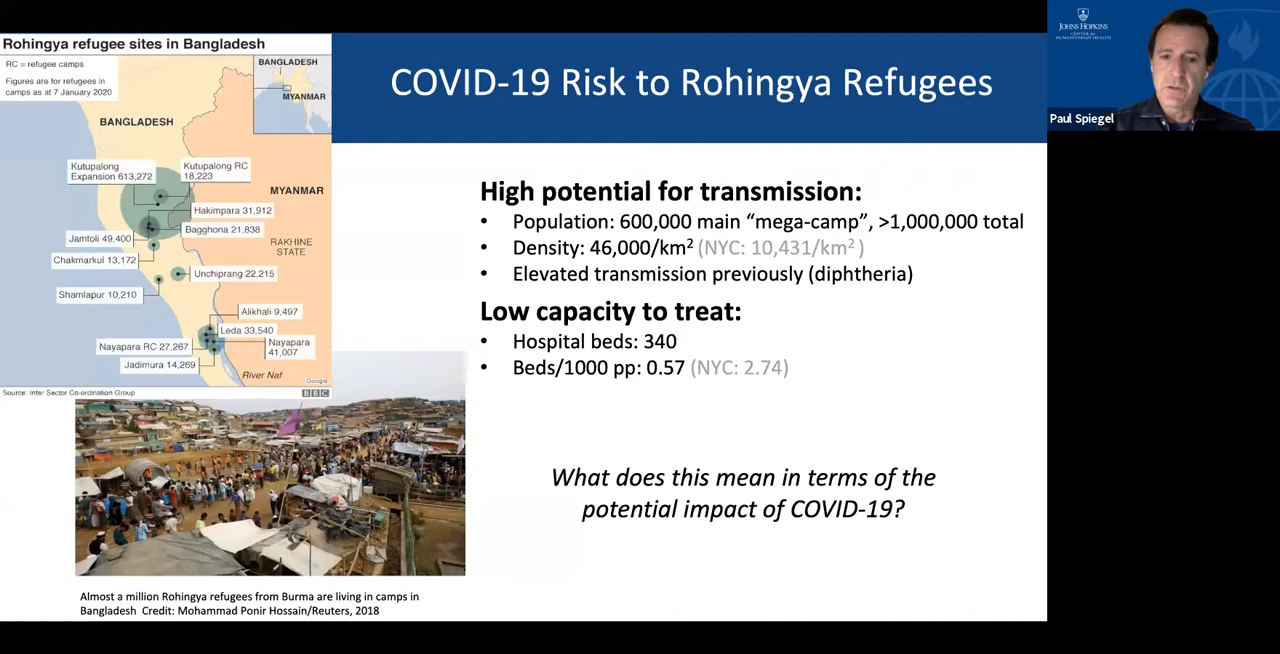 Rohingya refugee sites in Bangladesh
RC = refugee camps
Figures are for refugees in
camps as at 7 January 2020
BANGLADESH
MYANMAR
BANGLADESH
Kutupalong
Expansion 613,272
Kutupalong RC
18,223
MYANMAR
Hakimpara 31,912
Bagghona 21,838
Jamtoli 49,400
RAKHINE
STATE
Chakmarkul 13,172
Unchiprang 22,215
Shamlapur 10,210
Alikhali 9,497
Leda 33,540
Nayapara RC 27,267
Nayapara
41,007
Jadimura 14,269
River Naf
Google
Source: Inter Sector Co-ordination Group
BBC
Almost a million Rohingya refugees from Burma are living in camps in
Bangladesh Credit: Mohammad Ponir Hossain/Reuters, 2018
COVID-19 Risk to Rohingya Refugees
High potential for transmission:
• Population: 600,000 main “mega-camp”, >1,000,000 total
• Density: 46,000/km² (NYC: 10,431/km² )
• Elevated transmission previously (diphtheria)
Low capacity to treat:
• Hospital beds: 340
• Beds/1000 pp: 0.57 (NYC: 2.74)
What does this mean in terms of the
potential impact of COVID-19?
JOHNS HOPKINS
CENTER for
HUMANITARIAN HEALTH
Paul Spiegel